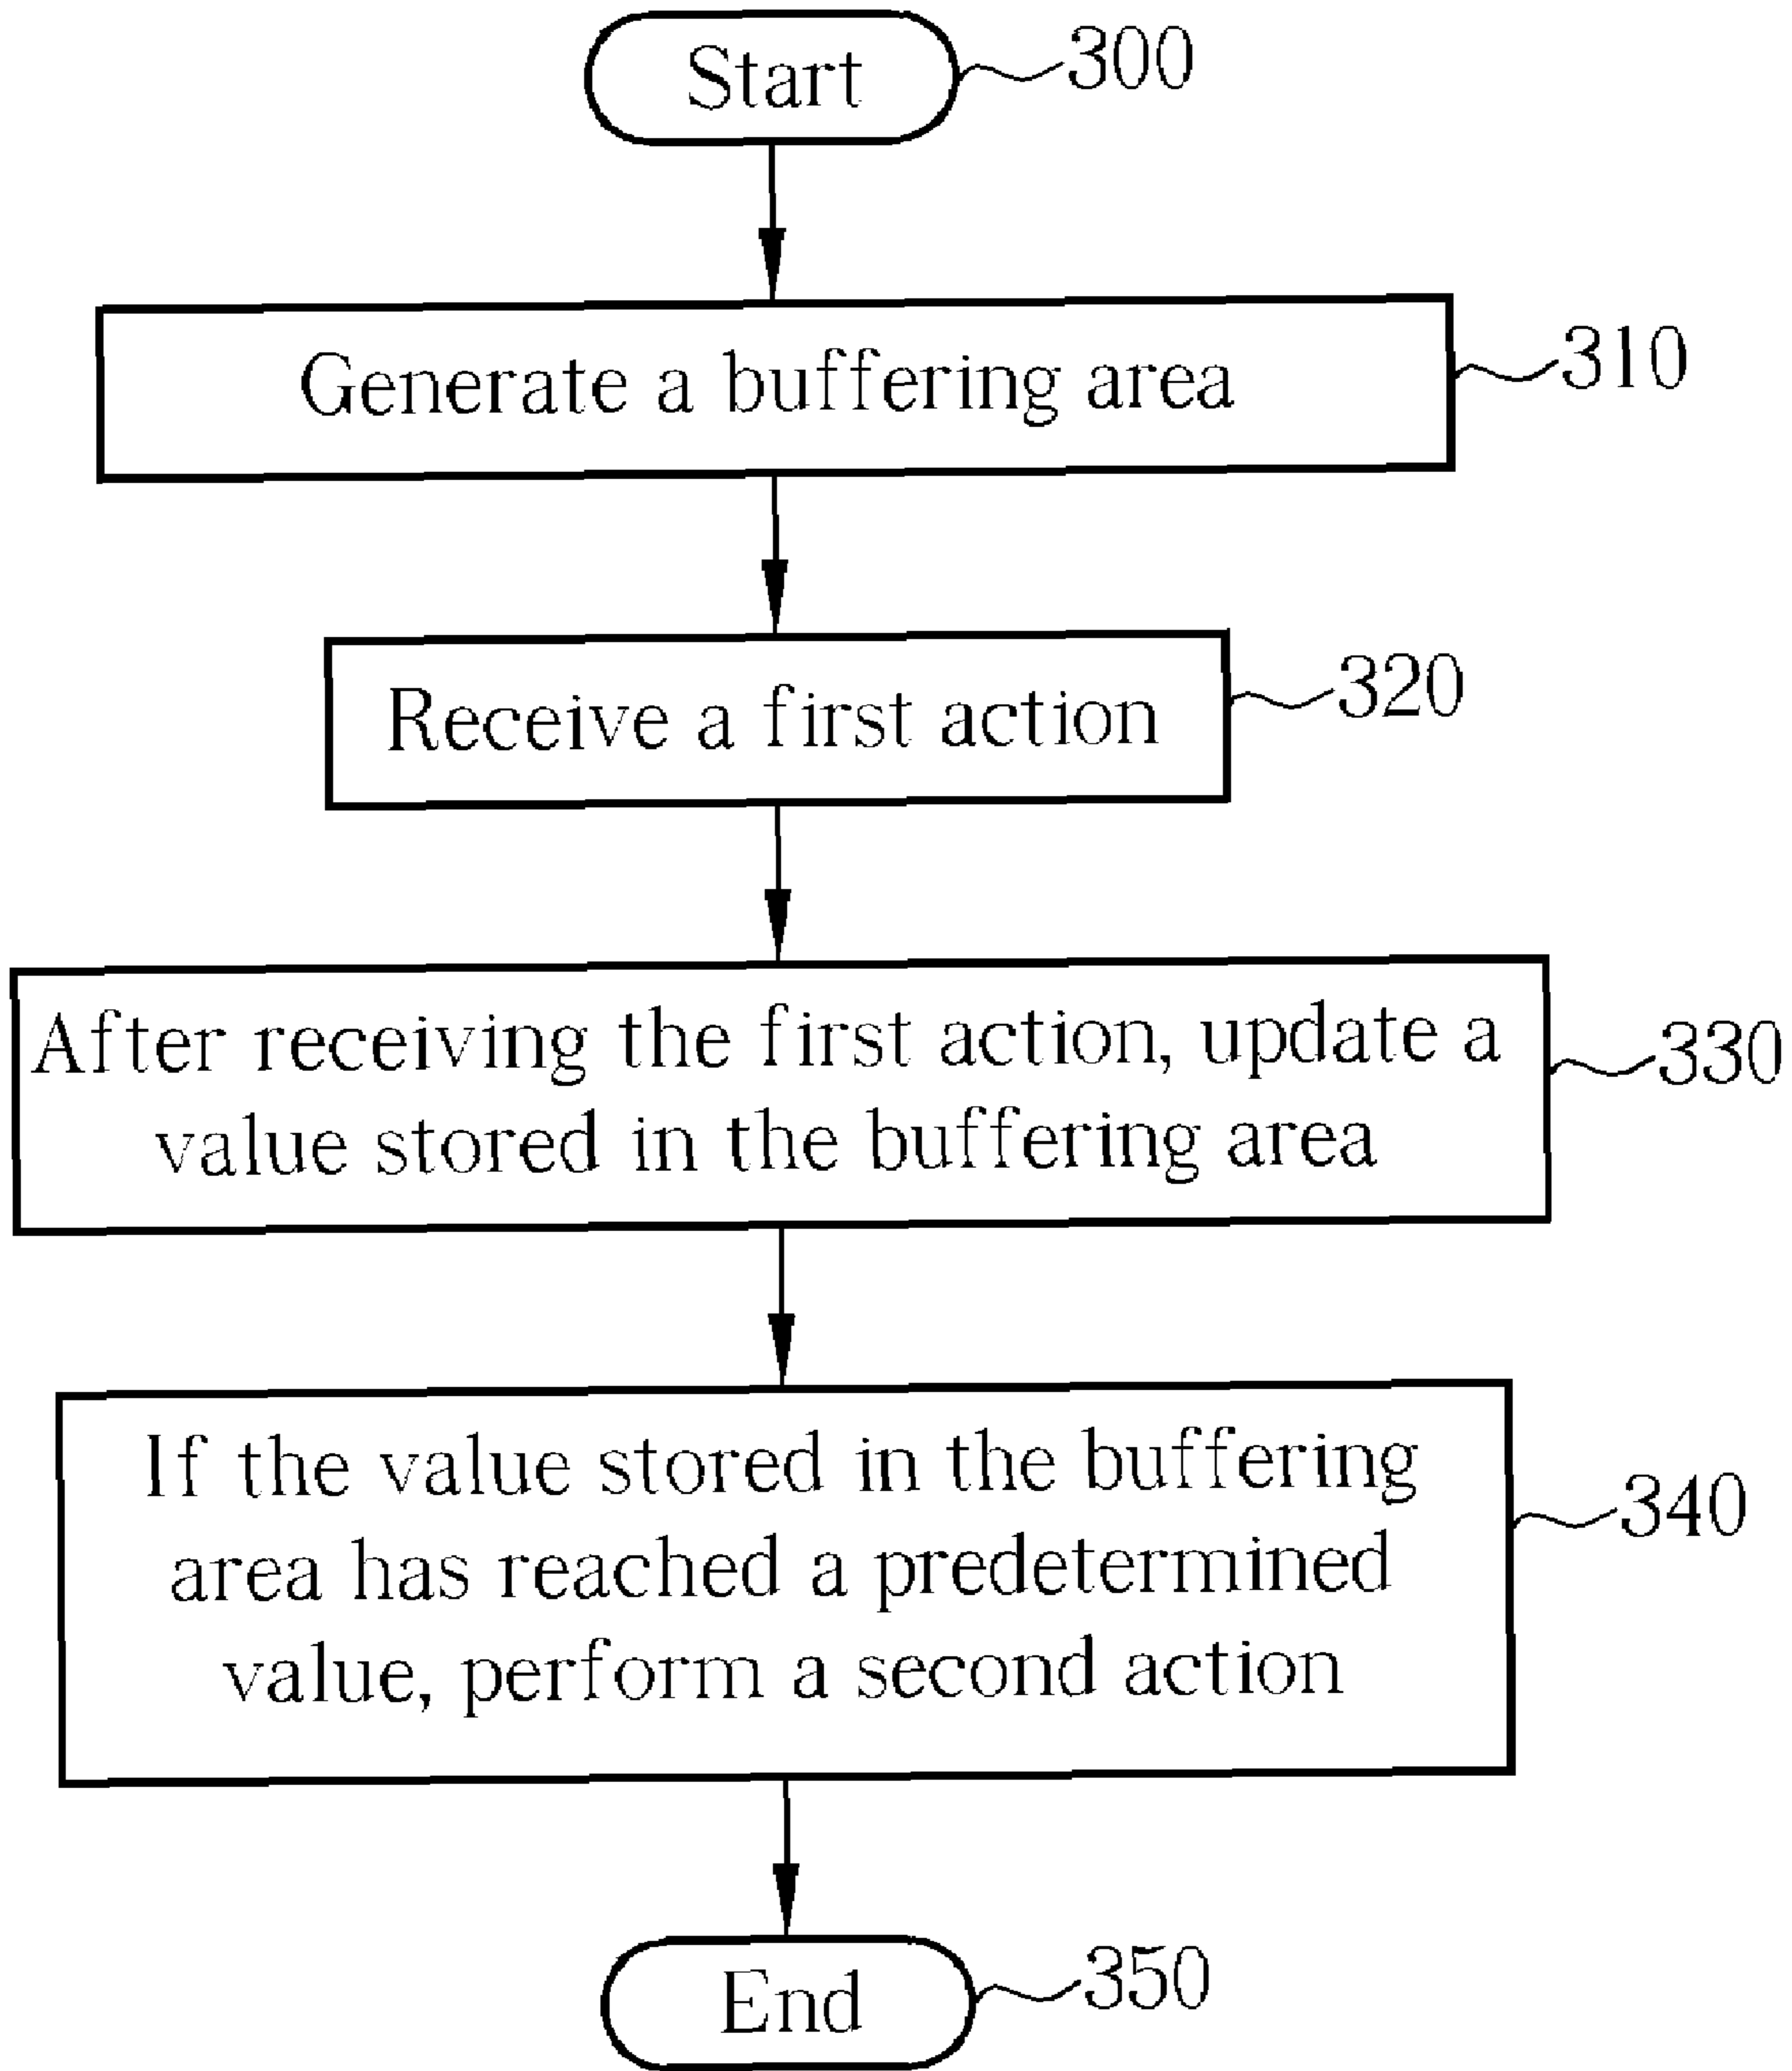 Start
300
Generate a buffering area
310
Receive a first action
320
After receiving the first action, update a
value stored in the buffering area
330
If the value stored in the buffering
area has reached a predetermined
value, perform a second action
340
End
350